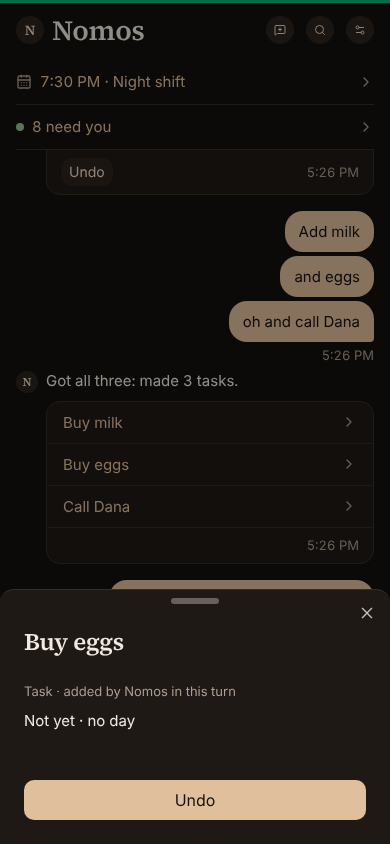 N Nomos
7:30 PM · Night shift
8 need you
Undo 5:26 PM
Add milk
and eggs
oh and call Dana
5:26 PM
N Got all three: made 3 tasks.
Buy milk
Buy eggs
Call Dana
5:26 PM
Buy eggs
Task · added by Nomos in this turn
Not yet · no day
Undo